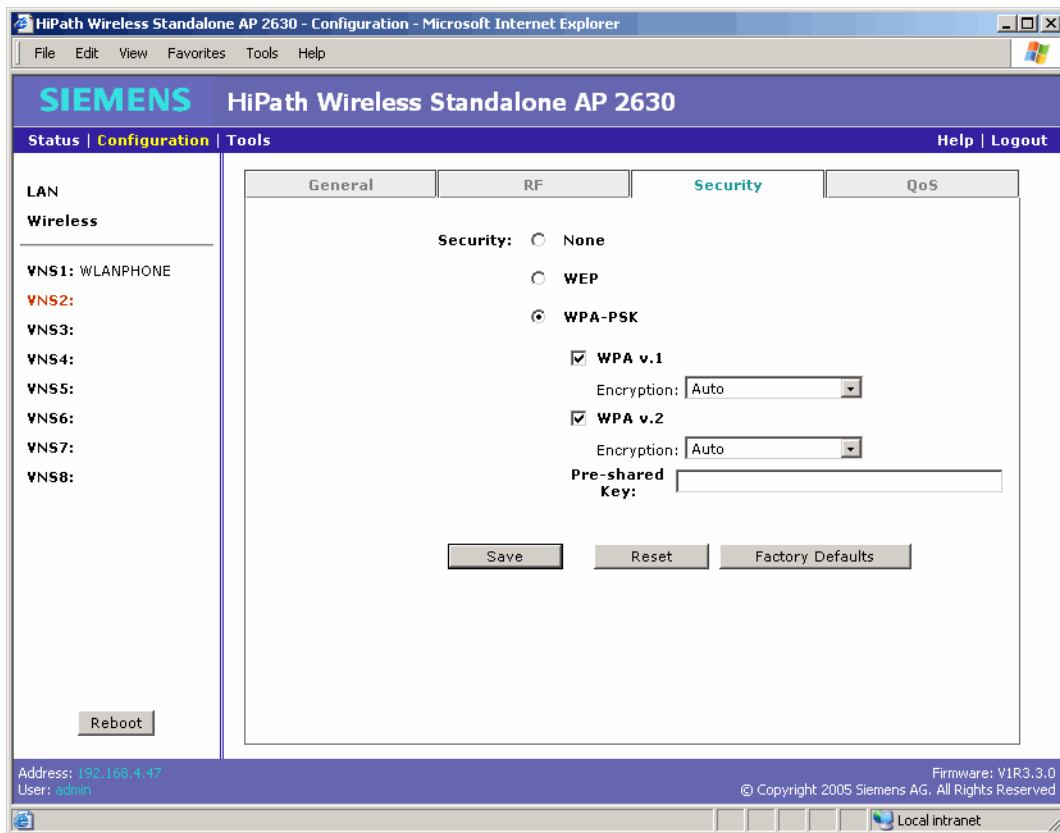 HiPath Wireless Standalone AP 2630 - Configuration - Microsoft Internet Explorer
File Edit View Favorites Tools Help
SIEMENS HiPath Wireless Standalone AP 2630
Status | Configuration | Tools Help | Logout
LAN
Wireless
VNS1: WLANPHONE
VNS2:
VNS3:
VNS4:
VNS5:
VNS6:
VNS7:
VNS8:
Reboot
General RF Security QoS
Security: None
WEP
WPA-PSK
WPA v.1
Encryption: Auto
WPA v.2
Encryption: Auto
Pre-shared
Key:
Save Reset Factory Defaults
Address: 192.168.4.47
User: admin
Firmware: V1R3.3.0
© Copyright 2005 Siemens AG. All Rights Reserved
Local intranet